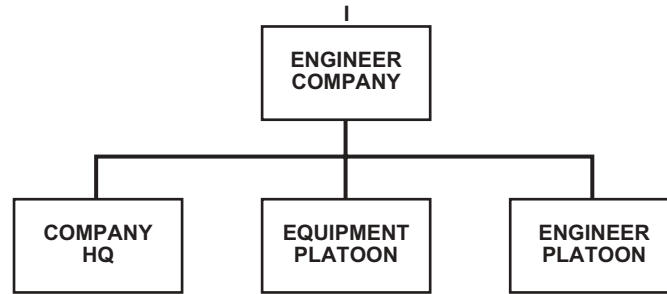 I
ENGINEER
COMPANY
COMPANY
HQ
EQUIPMENT
PLATOON
ENGINEER
PLATOON